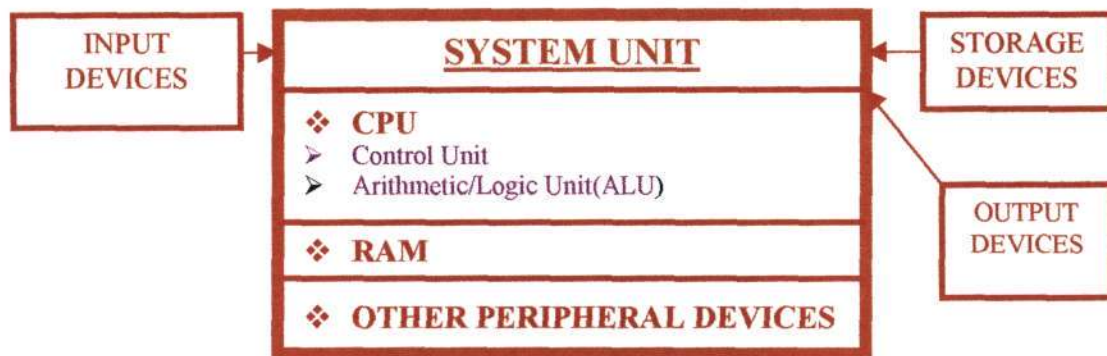 INPUT
DEVICES
SYSTEM UNIT
❖ CPU
➢ Control Unit
➢ Arithmetic/Logic Unit(ALU)
❖ RAM
❖ OTHER PERIPHERAL DEVICES
STORAGE
DEVICES
OUTPUT
DEVICES